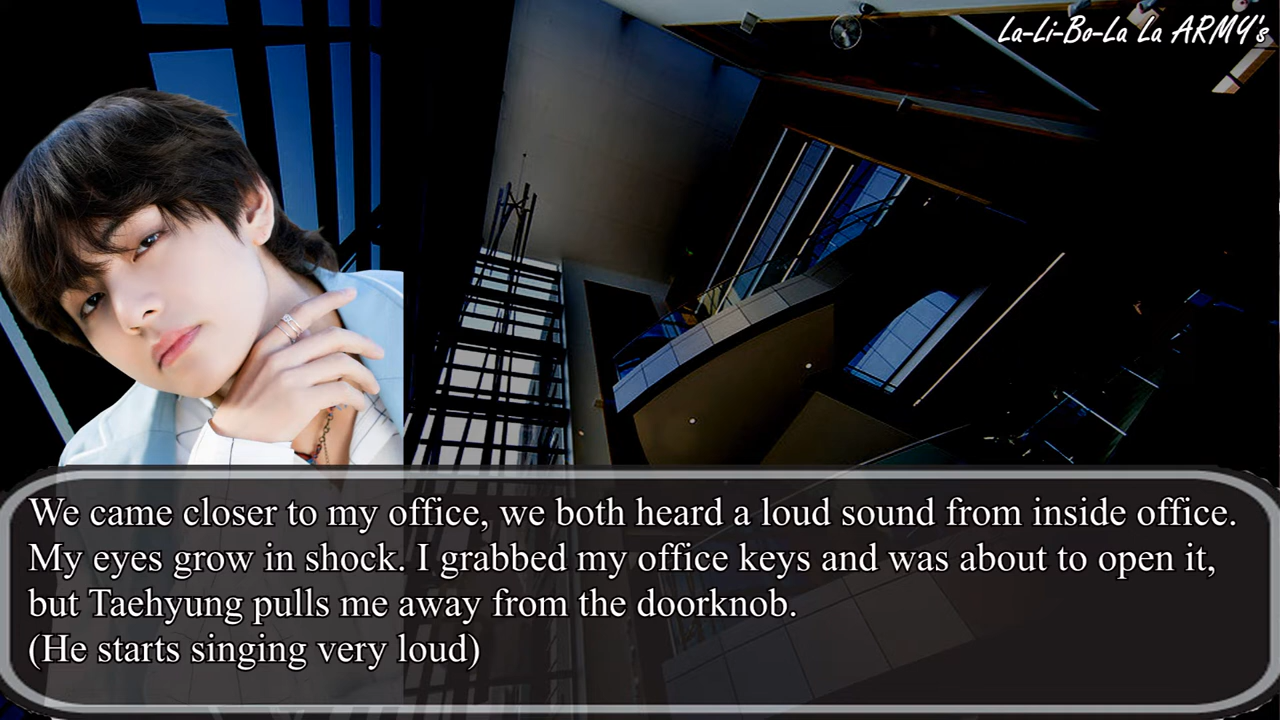 La-Li-Bo-La La ARMY's
We came closer to my office, we both heard a loud sound from inside office.
My eyes grow in shock. I grabbed my office keys and was about to open it,
but Taehyung pulls me away from the doorknob.
(He starts singing very loud)